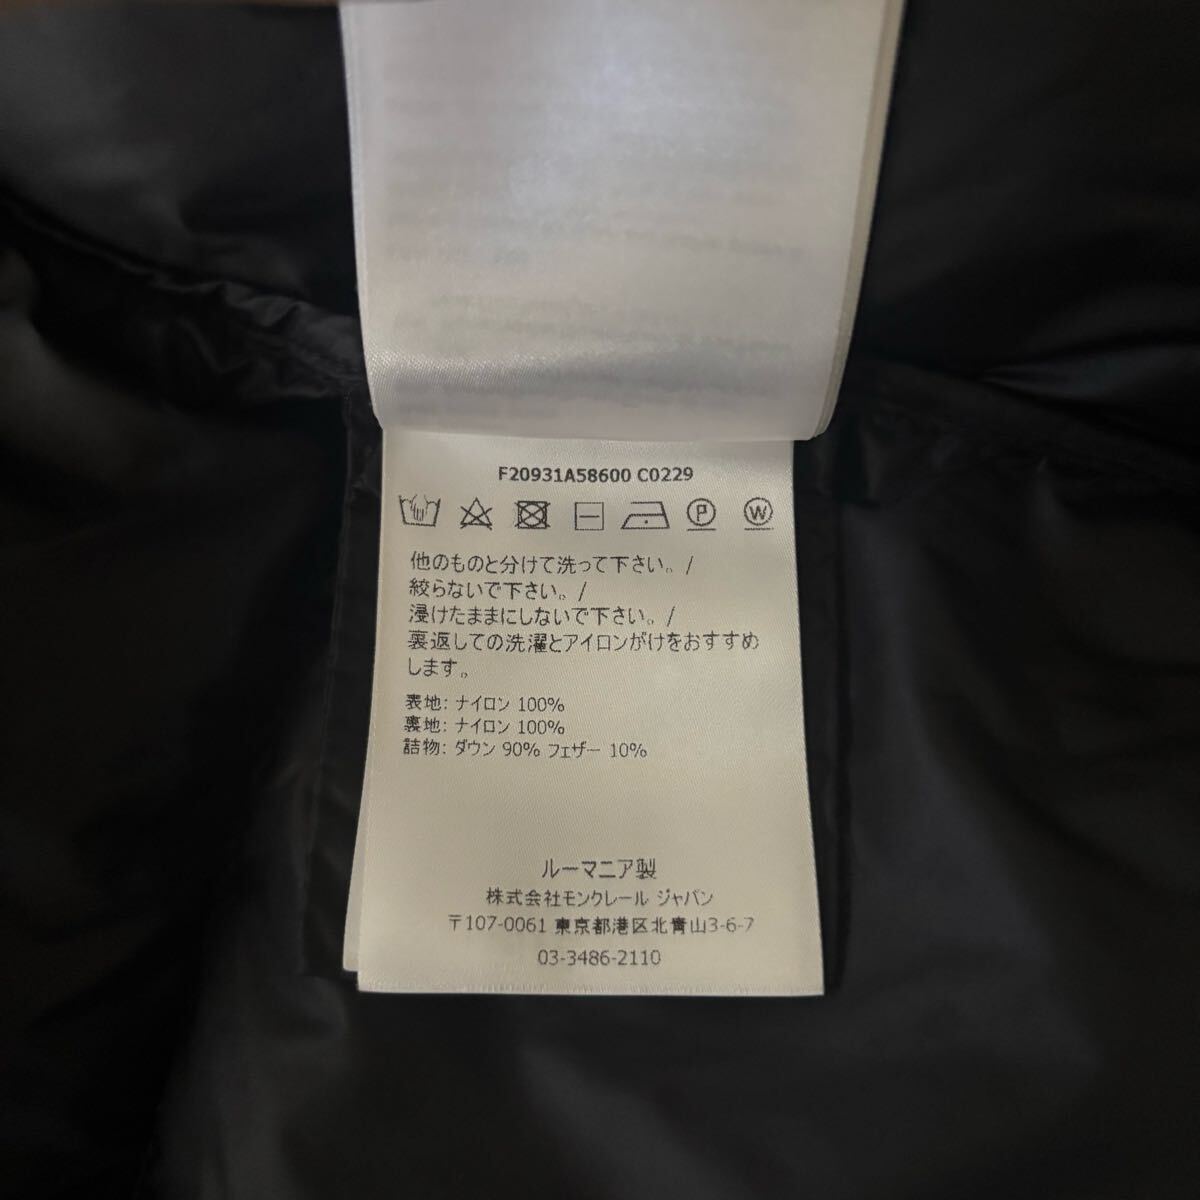 F20931A58600 C0229
P
W
他のものと分けて洗って下さい。/
絞らないで下さい。/
浸けたままにしないで下さい。/
裏返しての洗濯とアイロンがけをおすすめ
します。
表地: ナイロン 100%
裏地: ナイロン 100%
詰物: ダウン 90% フェザー 10%
ルーマニア製
株式会社モンクレール ジャパン
〒107-0061 東京都港区北青山3-6-7
03-3486-2110